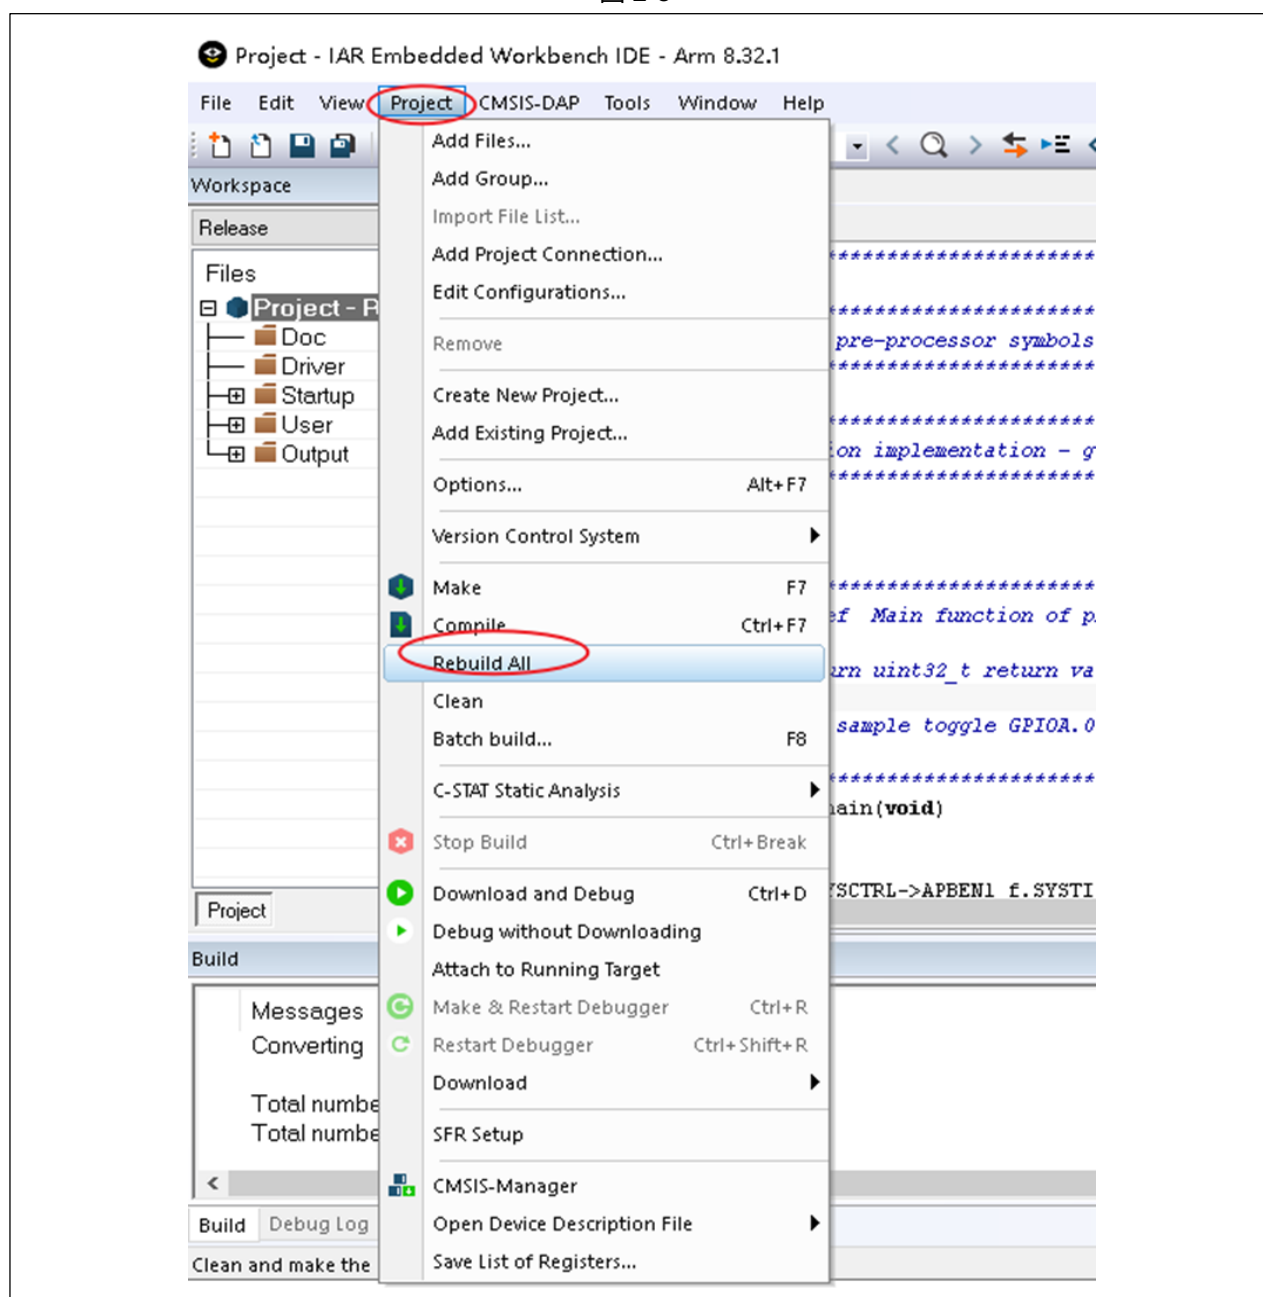 Project - IAR Embedded Workbench IDE - Arm 8.32.1
File Edit View Project CMSIS-DAP Tools Window Help
Workspace
Release
Files
Project - R
Doc
Driver
Startup
User
Output
Project
Add Files...
Add Group...
Import File List...
Add Project Connection...
Edit Configurations...
Remove
Create New Project...
Add Existing Project...
Options... Alt+F7
Version Control System
Make F7
Compile Ctrl+F7
Rebuild All
Clean
Batch build... F8
C-STAT Static Analysis
Stop Build Ctrl+Break
Download and Debug Ctrl+D
Debug without Downloading
Attach to Running Target
Make & Restart Debugger Ctrl+R
Restart Debugger Ctrl+Shift+R
Download
SFR Setup
CMSIS-Manager
Open Device Description File
Save List of Registers...
**********************
**********************
pre-processor symbols
**********************
**********************
ion implementation - g
**********************
**********************
ef Main function of p
urn uint32_t return va
sample toggle GPIOA.0
**********************
main(void)
YSCTRL->APBEN1_f.SYSTI
Build
Messages
Converting
Total numbe
Total numbe
Build Debug Log
Clean and make the